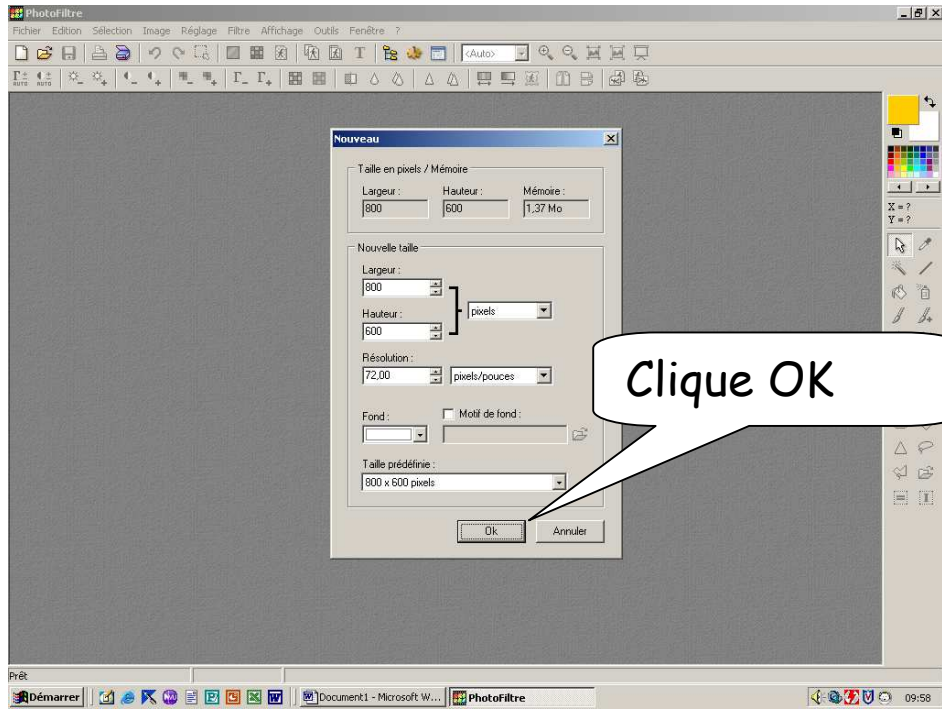 PhotoFiltre
Fichier Edition Sélection Image Réglage Filtre Affichage Outils Fenêtre ?
T <Auto>
AUTO AUTO
Nouveau
Taille en pixels / Mémoire
Largeur : Hauteur : Mémoire :
800 600 1,37 Mo
X = ?
Y = ?
Nouvelle taille
Largeur :
800
pixels
Hauteur :
600
Résolution :
72,00 pixels/pouces
Clique OK
Fond : Motif de fond :
Taille prédéfinie :
800 x 600 pixels
Ok Annuler
Prêt
Démarrer Document1 - Microsoft W... PhotoFiltre 09:58